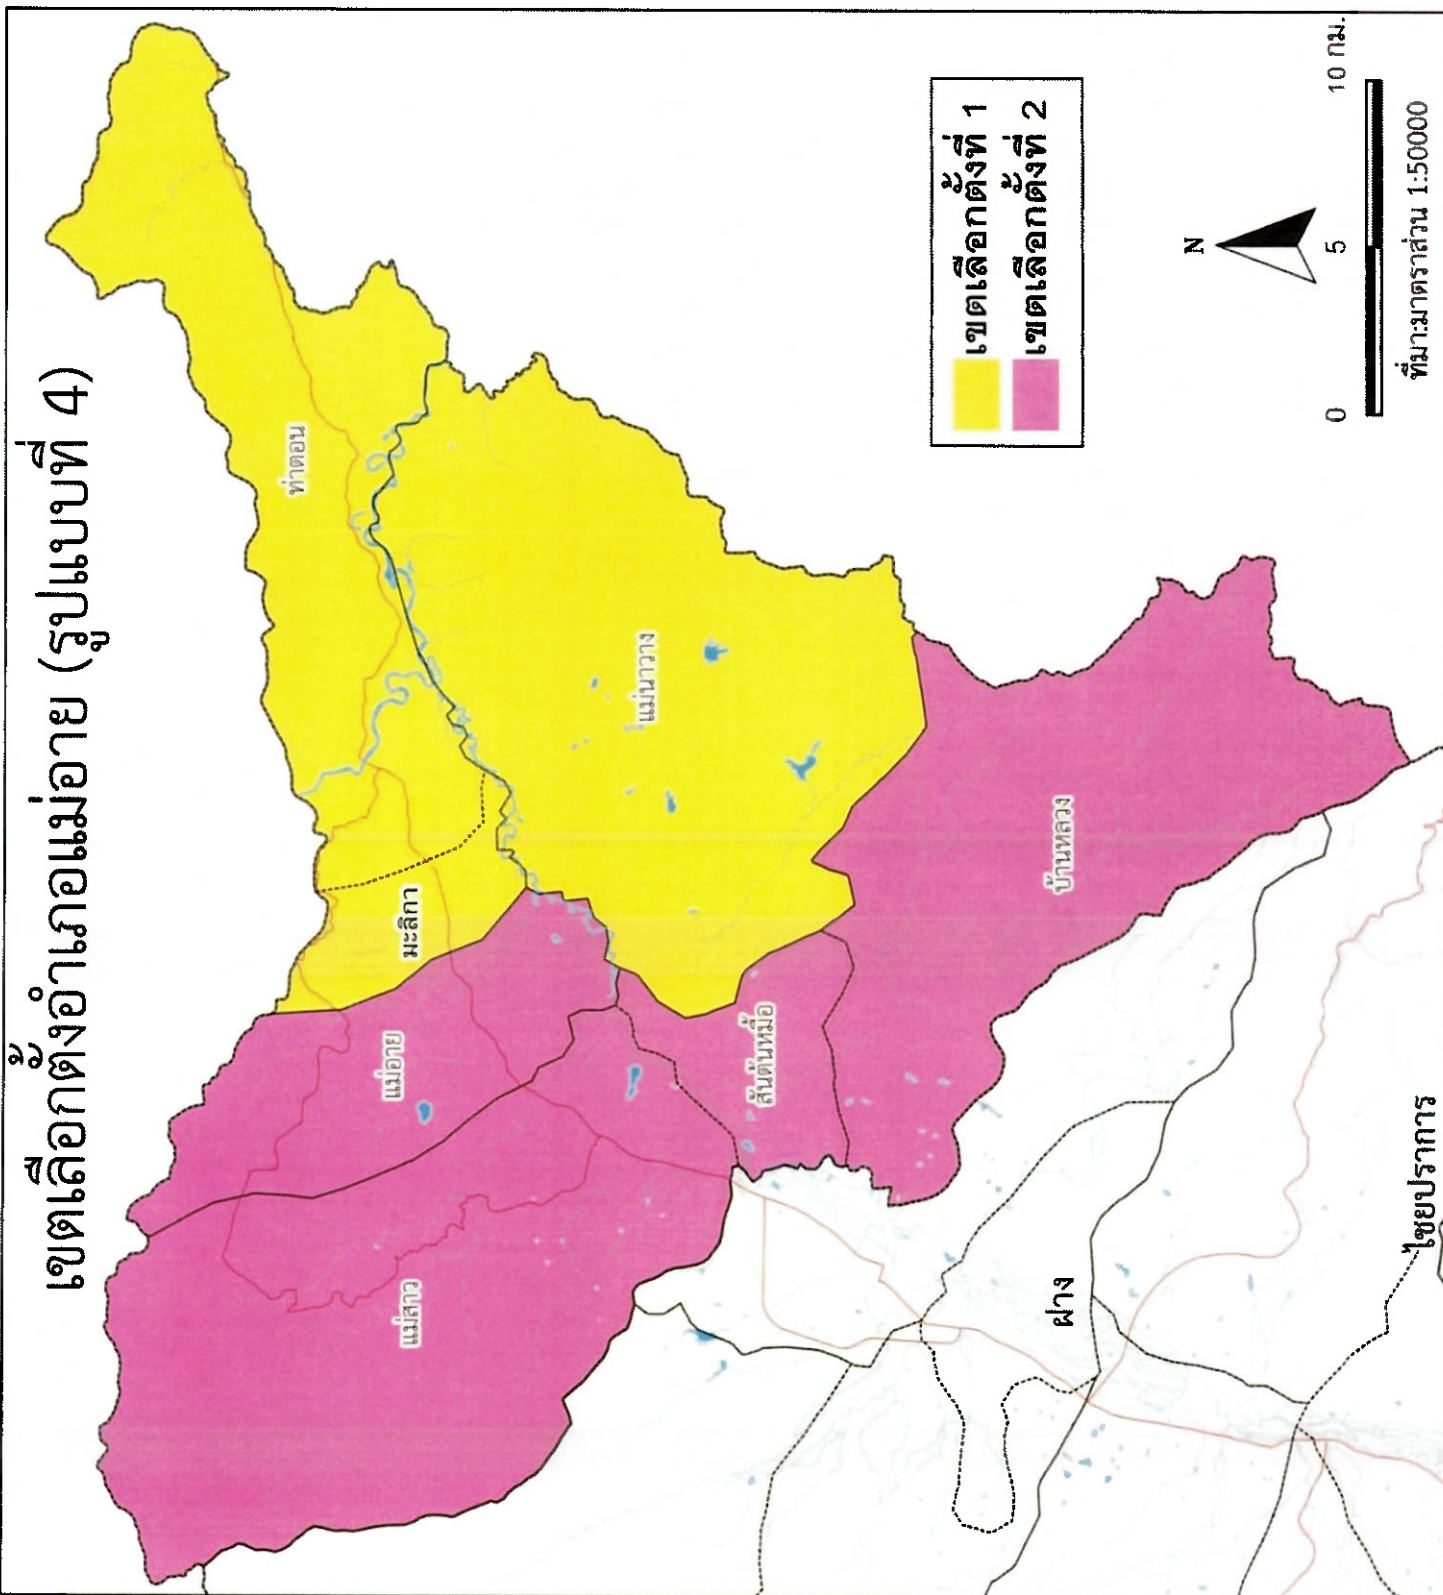 เขตเลือกตั้งอำเภอแม่อาย (รูปแบบที่ 4)
ท่าตอน
มะลิกา
แม่นาวาง
แม่อาย
แม่สาว
สันต้นหมื้อ
บ้านหลวง
ฝาง
ไชยปราการ
เขตเลือกตั้งที่ 1
เขตเลือกตั้งที่ 2
N
0 5 10 กม.
ที่มา:มาตราส่วน 1:50000